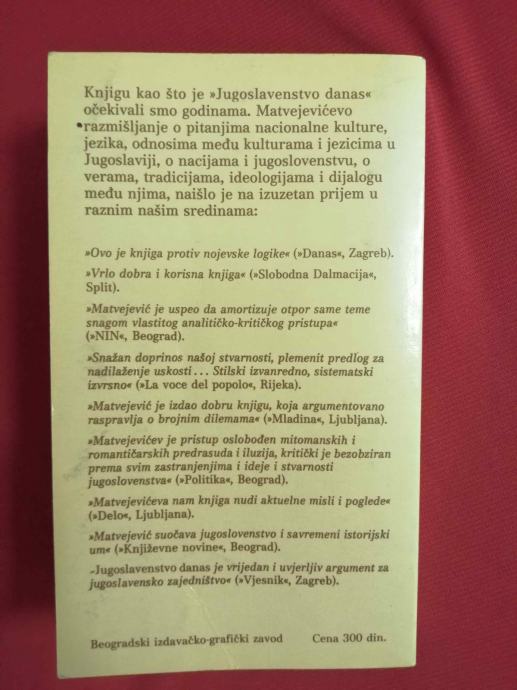 Knjigu kao što je »Jugoslavenstvo danas«
očekivali smo godinama. Matvejevićevo
razmišljanje o pitanjima nacionalne kulture,
jezika, odnosima među kulturama i jezicima u
Jugoslaviji, o nacijama i jugoslovenstvu, o
verama, tradicijama, ideologijama i dijalogu
među njima, naišlo je na izuzetan prijem u
raznim našim sredinama:
»Ovo je knjiga protiv nojevske logike« (»Danas«, Zagreb).
»Vrlo dobra i korisna knjiga« (»Slobodna Dalmacija«,
Split).
»Matvejević je uspeo da amortizuje otpor same teme
snagom vlastitog analitičko-kritičkog pristupa«
(»NIN«, Beograd).
»Snažan doprinos našoj stvarnosti, plemenit predlog za
nadilaženje uskosti... Stilski izvanredno, sistematski
izvrsno« (»La voce del popolo«, Rijeka).
»Matvejević je izdao dobru knjigu, koja argumentovano
raspravlja o brojnim dilemama« (»Mladina«, Ljubljana).
»Matvejevićev je pristup oslobođen mitomanskih i
romantičarskih predrasuda i iluzija, kritički je bezobziran
prema svim zastranjenjima i ideje i stvarnosti
jugoslovenstva« (»Politika«, Beograd).
»Matvejevićeva nam knjiga nudi aktuelne misli i poglede«
(»Delo«, Ljubljana).
»Matvejević suočava jugoslovenstvo i savremeni istorijski
um« (»Književne novine«, Beograd).
»Jugoslavenstvo danas je vrijedan i uvjerljiv argument za
jugoslavensko zajedništvo« (»Vjesnik«, Zagreb).
Beogradski izdavačko-grafički zavod Cena 300 din.